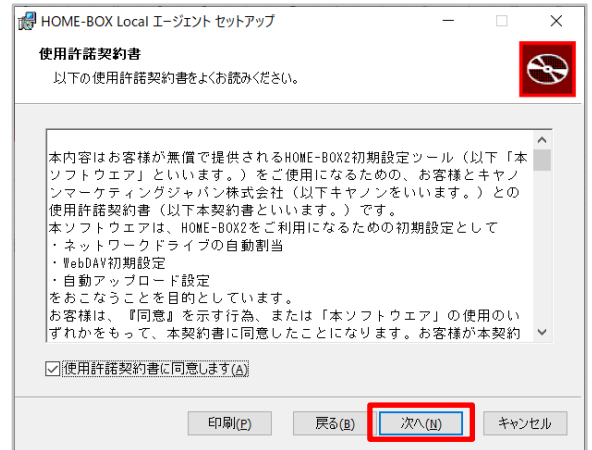 HOME-BOX Local エージェント セットアップ
使用許諾契約書
以下の使用許諾契約書をよくお読みください。
本内容はお客様が無償で提供されるHOME-BOX2初期設定ツール（以下「本
ソフトウエア」といいます。）をご使用になるための、お客様とキヤノ
ンマーケティングジャパン株式会社（以下キヤノンをいいます。）との
使用許諾契約書（以下本契約書といいます。）です。
本ソフトウエアは、HOME-BOX2をご利用になるための初期設定として
・ネットワークドライブの自動割当
・WebDAV初期設定
・自動アップロード設定
をおこなうことを目的としています。
お客様は、『同意』を示す行為、または「本ソフトウエア」の使用のい
ずれかをもって、本契約書に同意したことになります。お客様が本契約
使用許諾契約書に同意します(A)
印刷(P) 戻る(B) 次へ(N) キャンセル